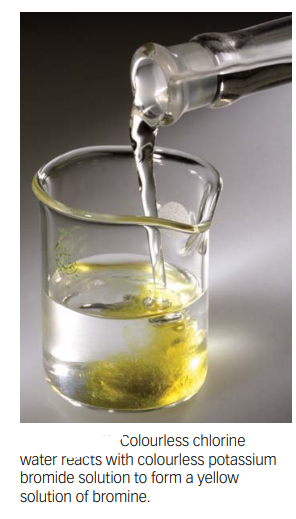 Colourless chlorine
water reacts with colourless potassium
bromide solution to form a yellow
solution of bromine.